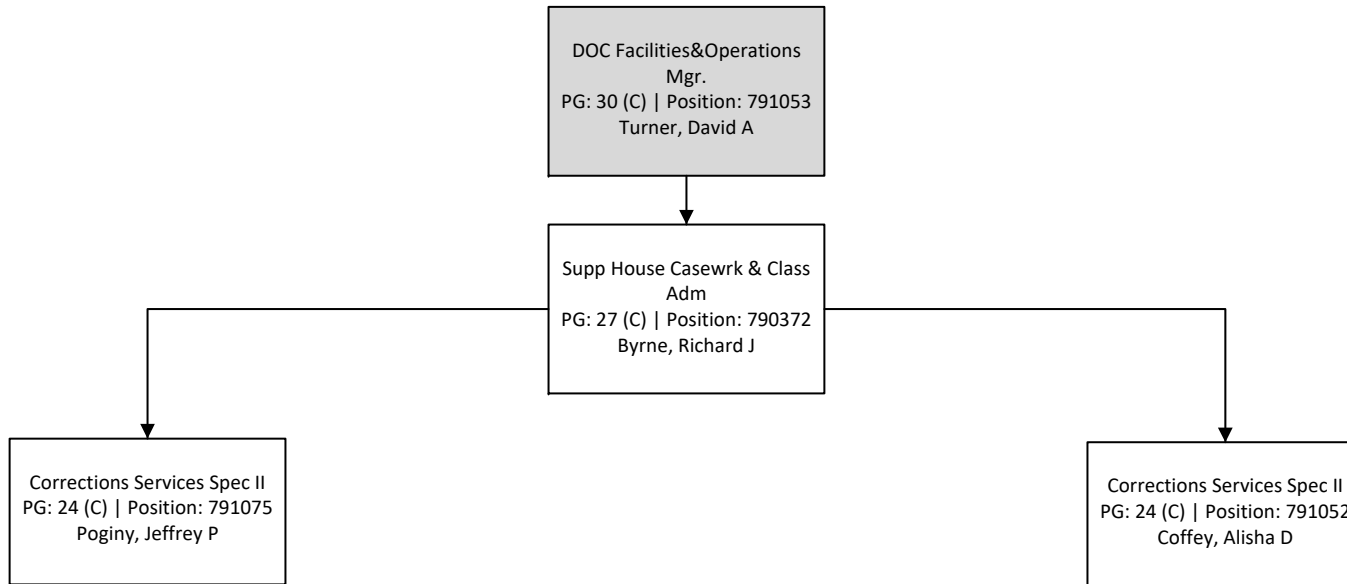 DOC Facilities&Operations
Mgr.
PG: 30 (C) | Position: 791053
Turner, David A
Supp House Casewrk & Class
Adm
PG: 27 (C) | Position: 790372
Byrne, Richard J
Corrections Services Spec II
PG: 24 (C) | Position: 791075
Poginy, Jeffrey P
Corrections Services Spec II
PG: 24 (C) | Position: 791052
Coffey, Alisha D